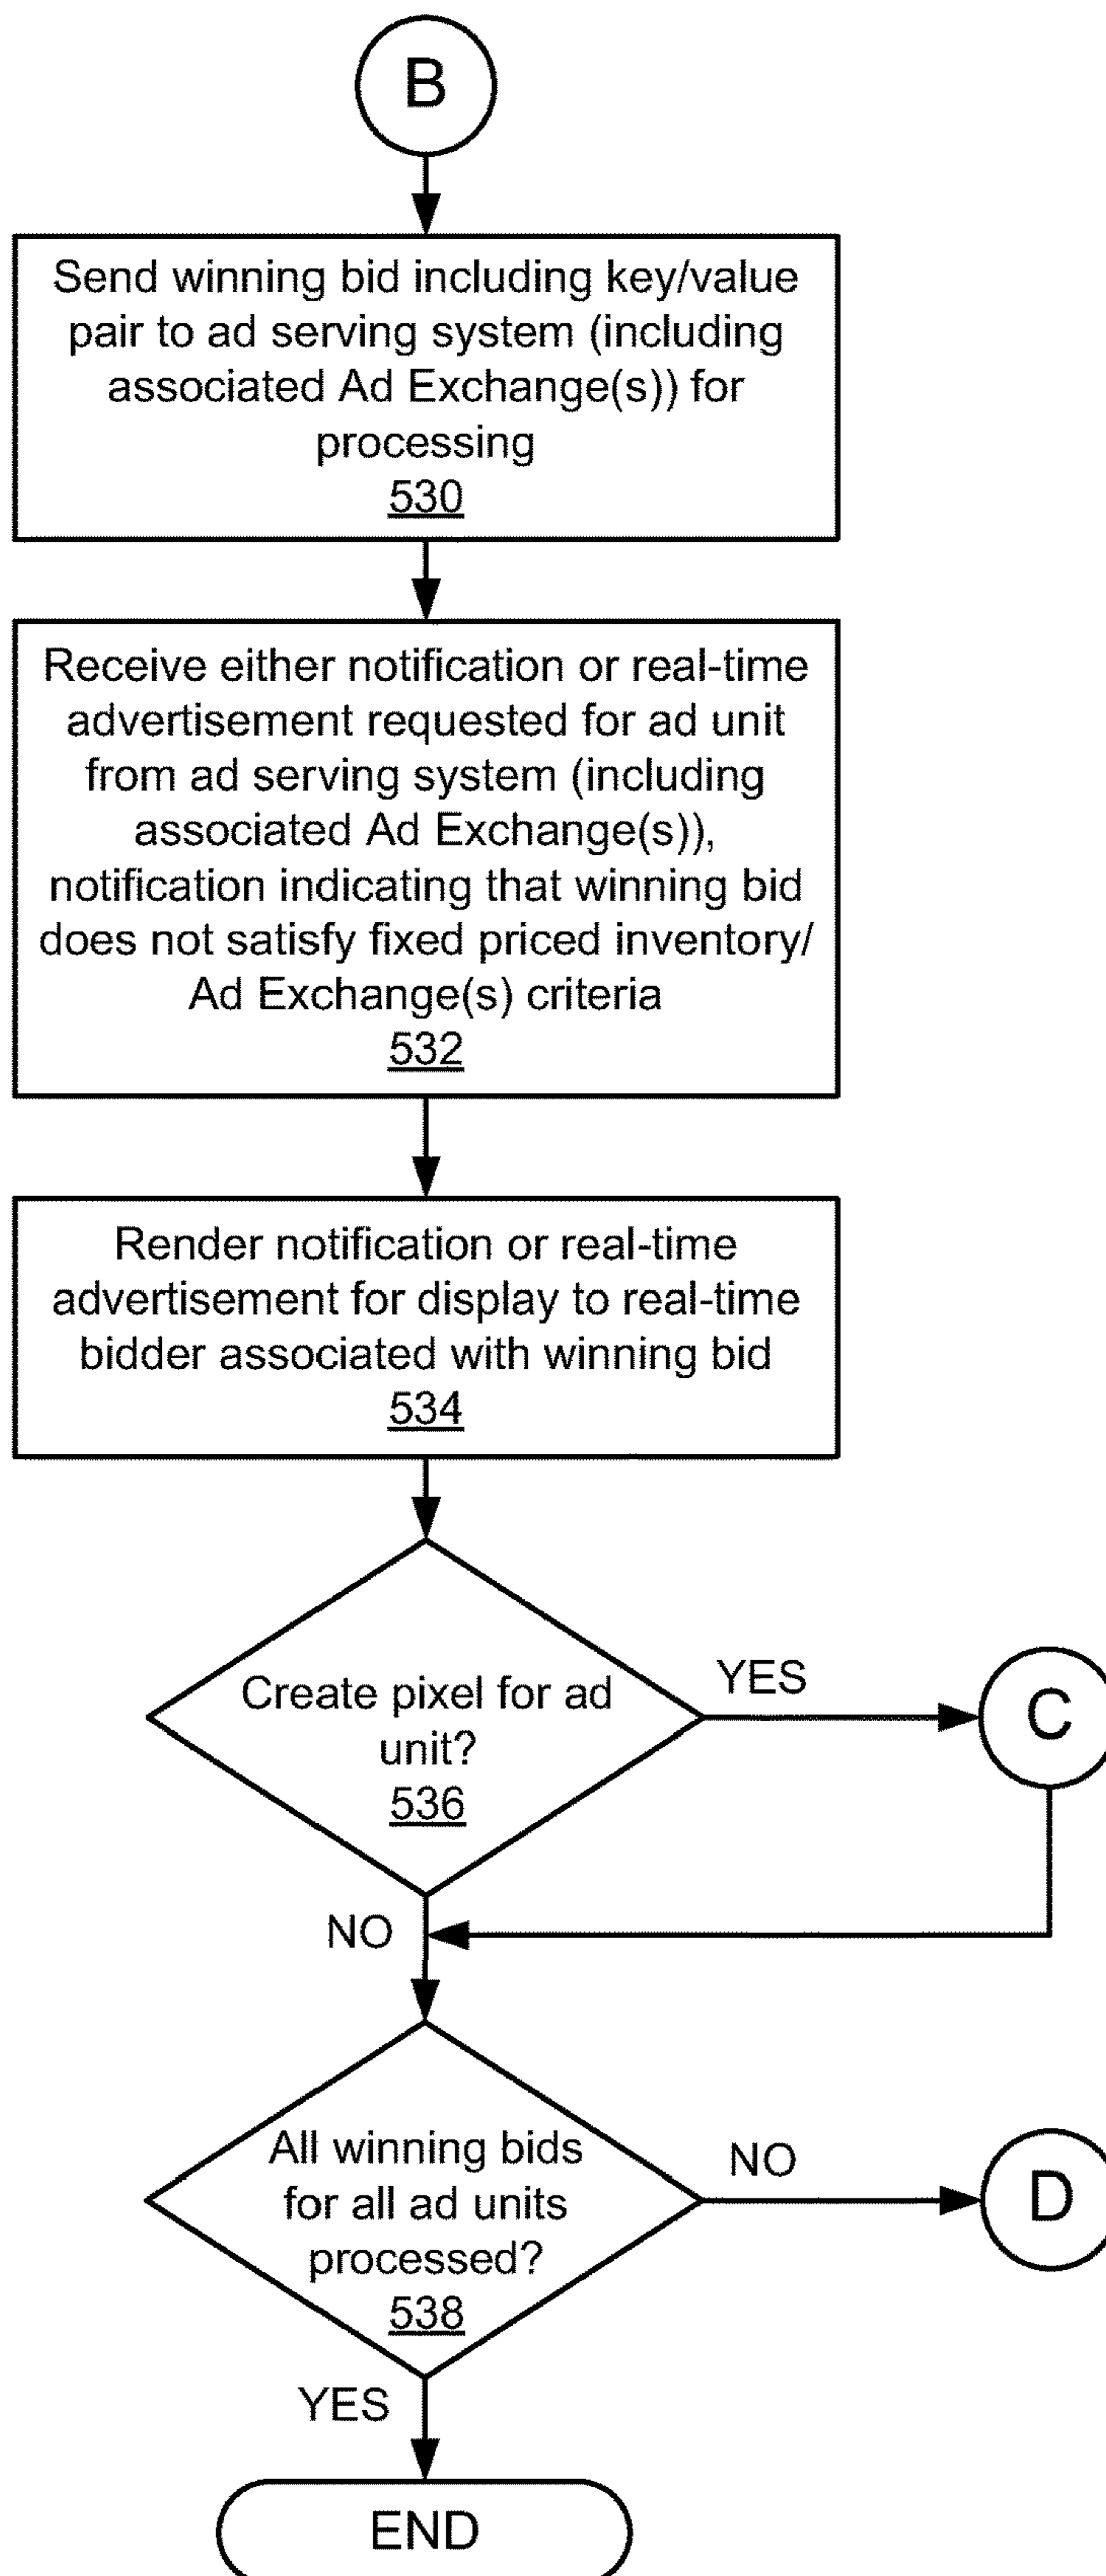 B
Send winning bid including key/value
pair to ad serving system (including
associated Ad Exchange(s)) for
processing
530
Receive either notification or real-time
advertisement requested for ad unit
from ad serving system (including
associated Ad Exchange(s)),
notification indicating that winning bid
does not satisfy fixed priced inventory/
Ad Exchange(s) criteria
532
Render notification or real-time
advertisement for display to real-time
bidder associated with winning bid
534
Create pixel for ad
unit?
536
YES
C
NO
All winning bids
for all ad units
processed?
538
NO
D
YES
END